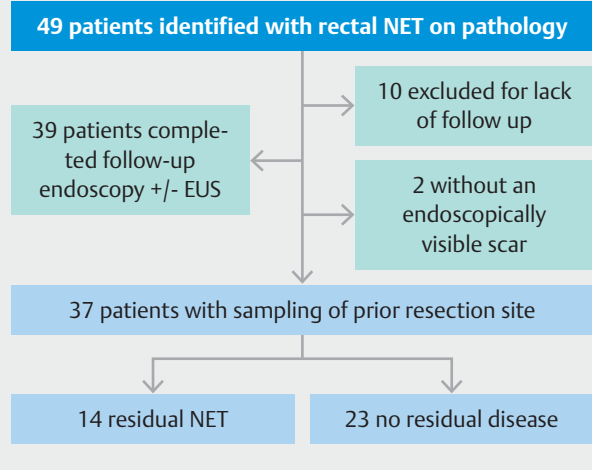 49 patients identified with rectal NET on pathology
10 excluded for lack
of follow up
39 patients comple-
ted follow-up
endoscopy +/- EUS
2 without an
endoscopically
visible scar
37 patients with sampling of prior resection site
14 residual NET
23 no residual disease